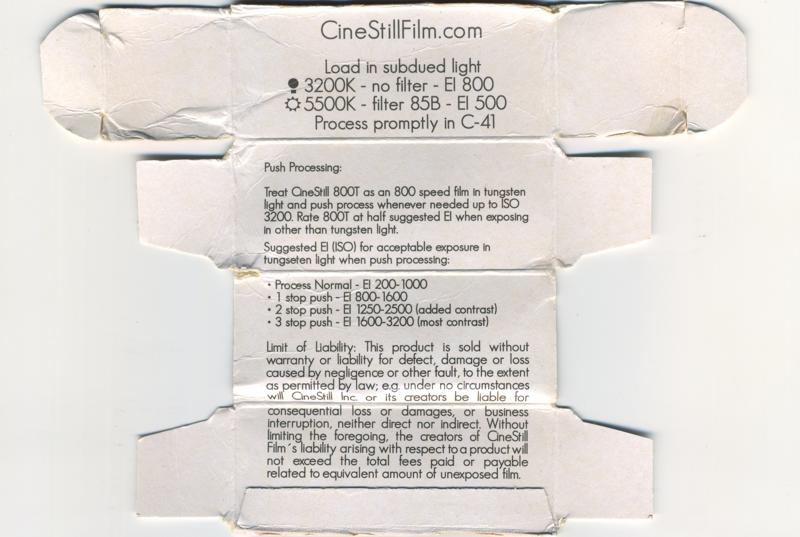 CineStillFilm.com
Load in subdued light
3200K - no filter - EI 800
5500K - filter 85B - EI 500
Process promptly in C-41
Push Processing:
Treat CineStill 800T as an 800 speed film in tungsten
light and push process whenever needed up to ISO
3200. Rate 800T at half suggested EI when exposing
in other than tungsten light.
Suggested EI (ISO) for acceptable exposure in
tungseten light when push processing:
• Process Normal - EI 200-1000
• 1 stop push - EI 800-1600
• 2 stop push - EI 1250-2500 (added contrast)
• 3 stop push - EI 1600-3200 (most contrast)
Limit of Liability: This product is sold without
warranty or liability for defect, damage or loss
caused by negligence or other fault, to the extent
as permitted by law; e.g. under no circumstances
will CineStill Inc. or its creators be liable for
consequential loss or damages, or business
interruption, neither direct nor indirect. Without
limiting the foregoing, the creators of CineStill
Film´s liability arising with respect to a product will
not exceed the total fees paid or payable
related to equivalent amount of unexposed film.